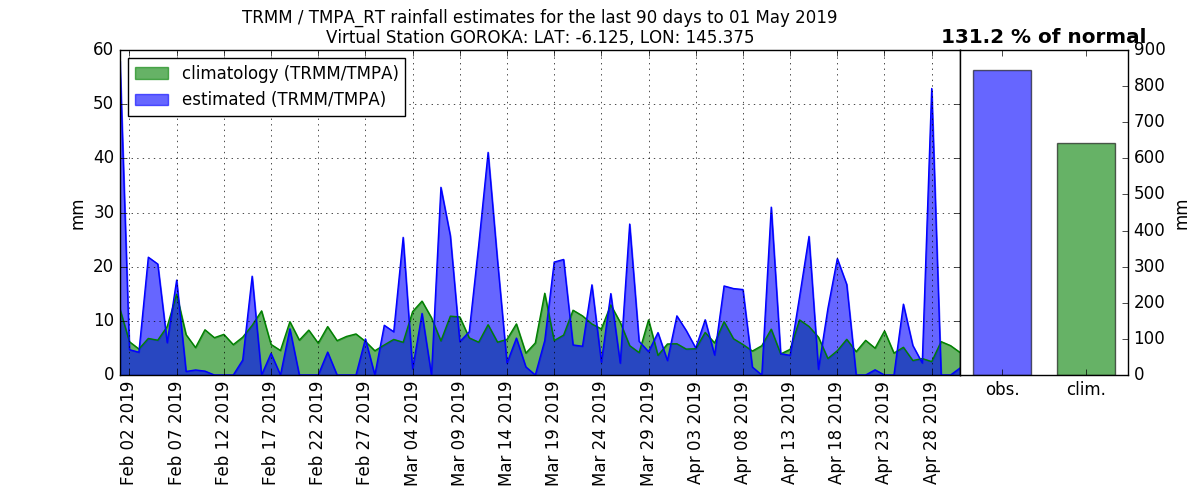 TRMM / TMPA_RT rainfall estimates for the last 90 days to 01 May 2019
Virtual Station GOROKA: LAT: -6.125, LON: 145.375
131.2 % of normal
climatology (TRMM/TMPA)
estimated (TRMM/TMPA)
mm
60
50
40
30
20
10
0
Feb 02 2019
Feb 07 2019
Feb 12 2019
Feb 17 2019
Feb 22 2019
Feb 27 2019
Mar 04 2019
Mar 09 2019
Mar 14 2019
Mar 19 2019
Mar 24 2019
Mar 29 2019
Apr 03 2019
Apr 08 2019
Apr 13 2019
Apr 18 2019
Apr 23 2019
Apr 28 2019
900
800
700
600
500
400
300
200
100
0
mm
obs.
clim.